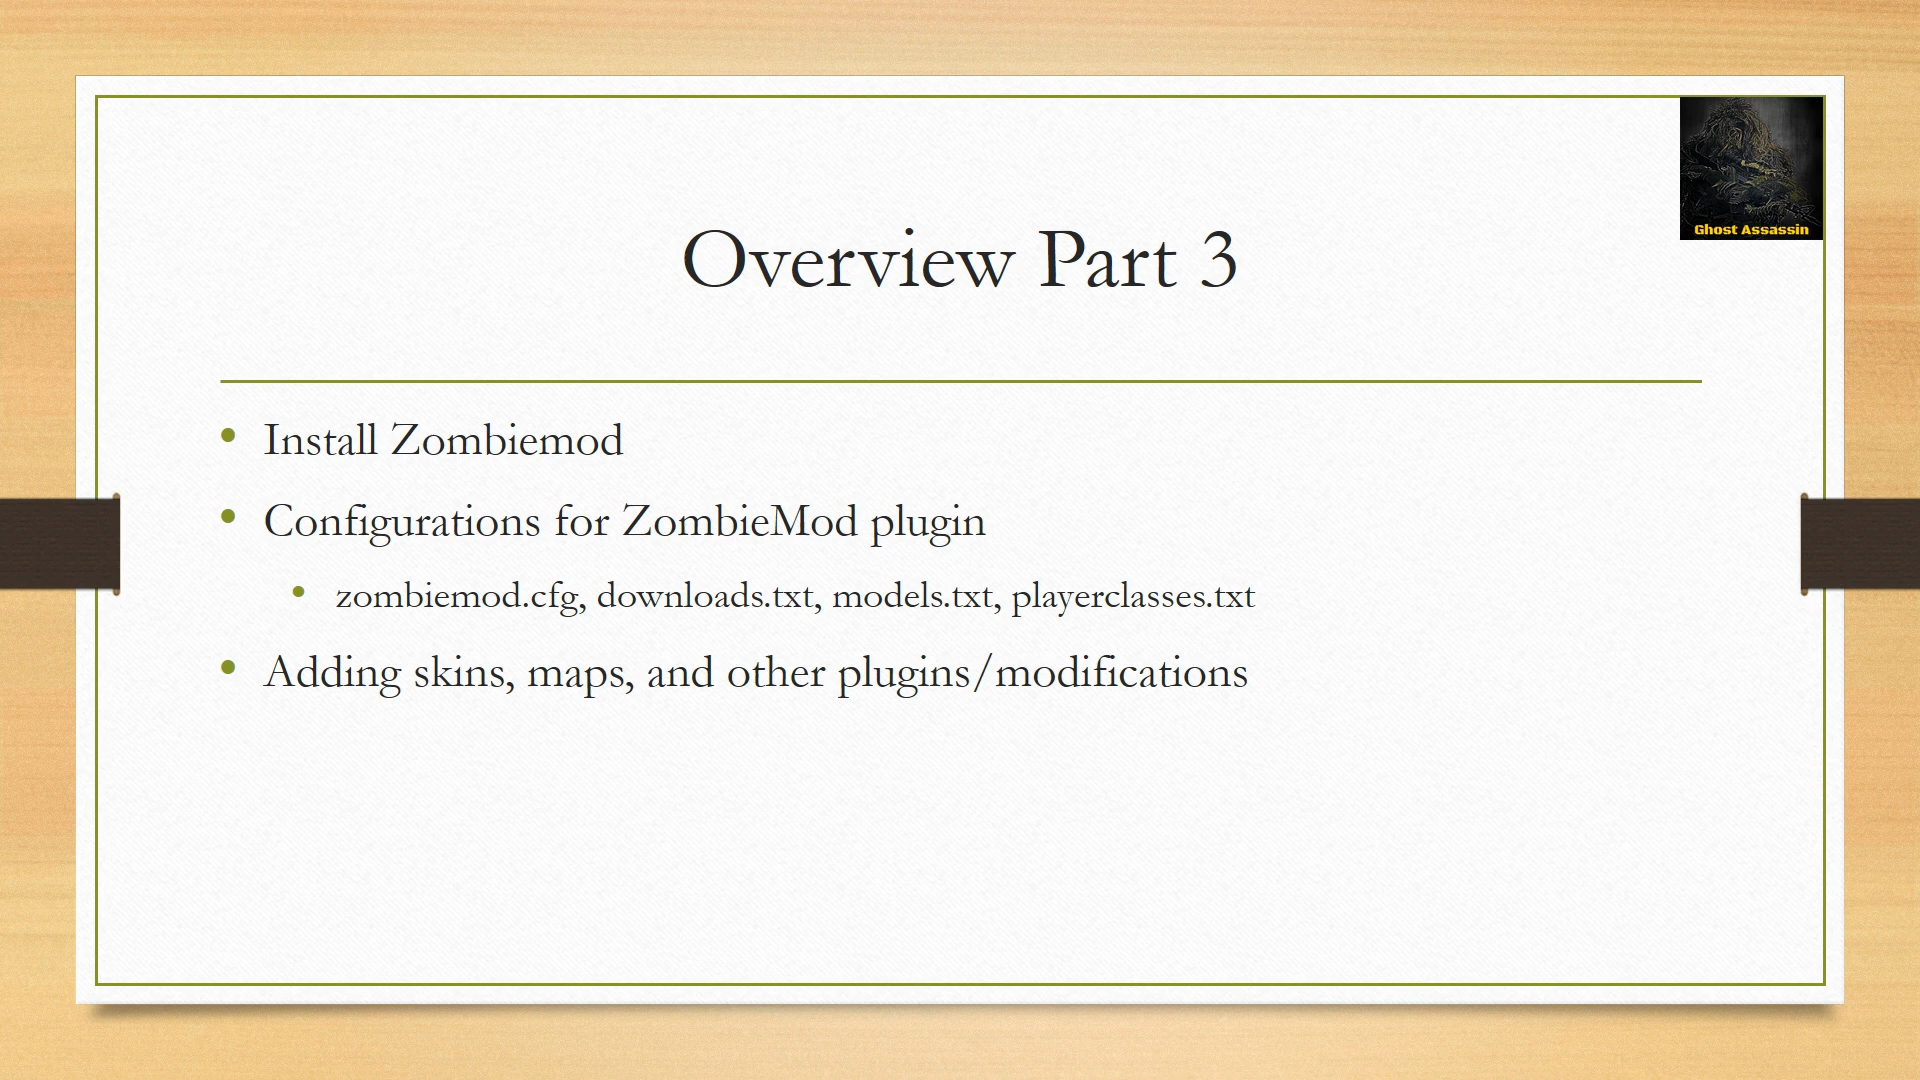 Ghost Assassin
Overview Part 3
Install Zombiemod
Configurations for ZombieMod plugin
zombiemod.cfg, downloads.txt, models.txt, playerclasses.txt
Adding skins, maps, and other plugins/modifications